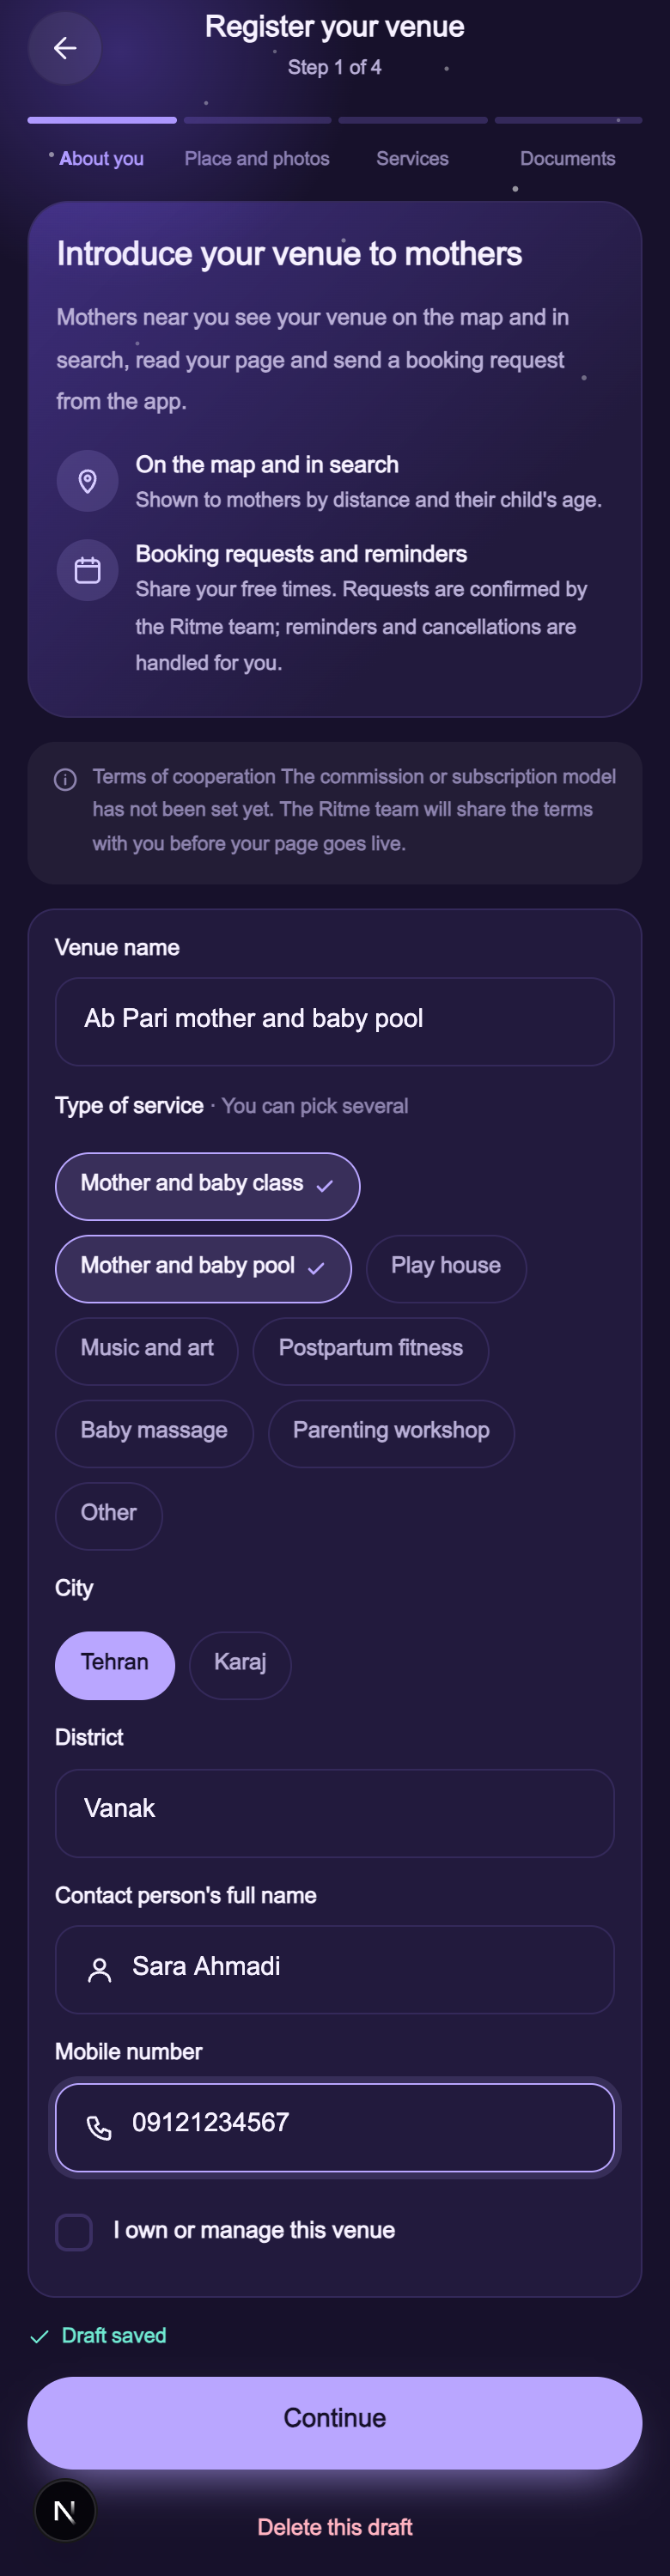 Register your venue
Step 1 of 4
About you
Place and photos
Services
Documents
Introduce your venue to mothers
Mothers near you see your venue on the map and in
search, read your page and send a booking request
from the app.
On the map and in search
Shown to mothers by distance and their child's age.
Booking requests and reminders
Share your free times. Requests are confirmed by
the Ritme team; reminders and cancellations are
handled for you.
Terms of cooperation The commission or subscription model
has not been set yet. The Ritme team will share the terms
with you before your page goes live.
Venue name
Ab Pari mother and baby pool
Type of service · You can pick several
Mother and baby class
Mother and baby pool
Play house
Music and art
Postpartum fitness
Baby massage
Parenting workshop
Other
City
Tehran
Karaj
District
Vanak
Contact person's full name
Sara Ahmadi
Mobile number
09121234567
I own or manage this venue
Draft saved
Continue
N
Delete this draft